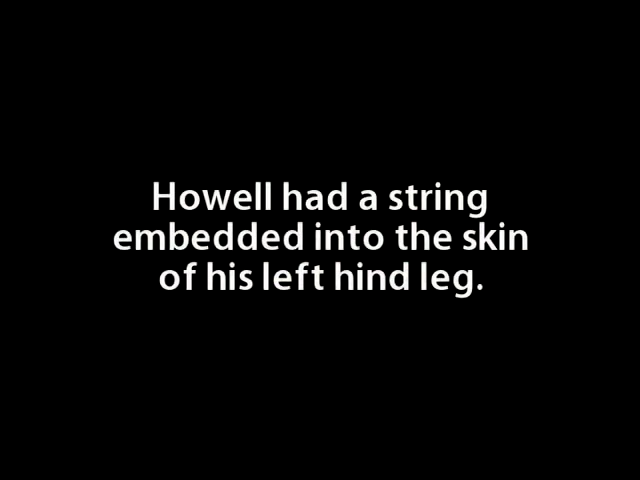 Howell had a string
embedded into the skin
of his left hind leg.